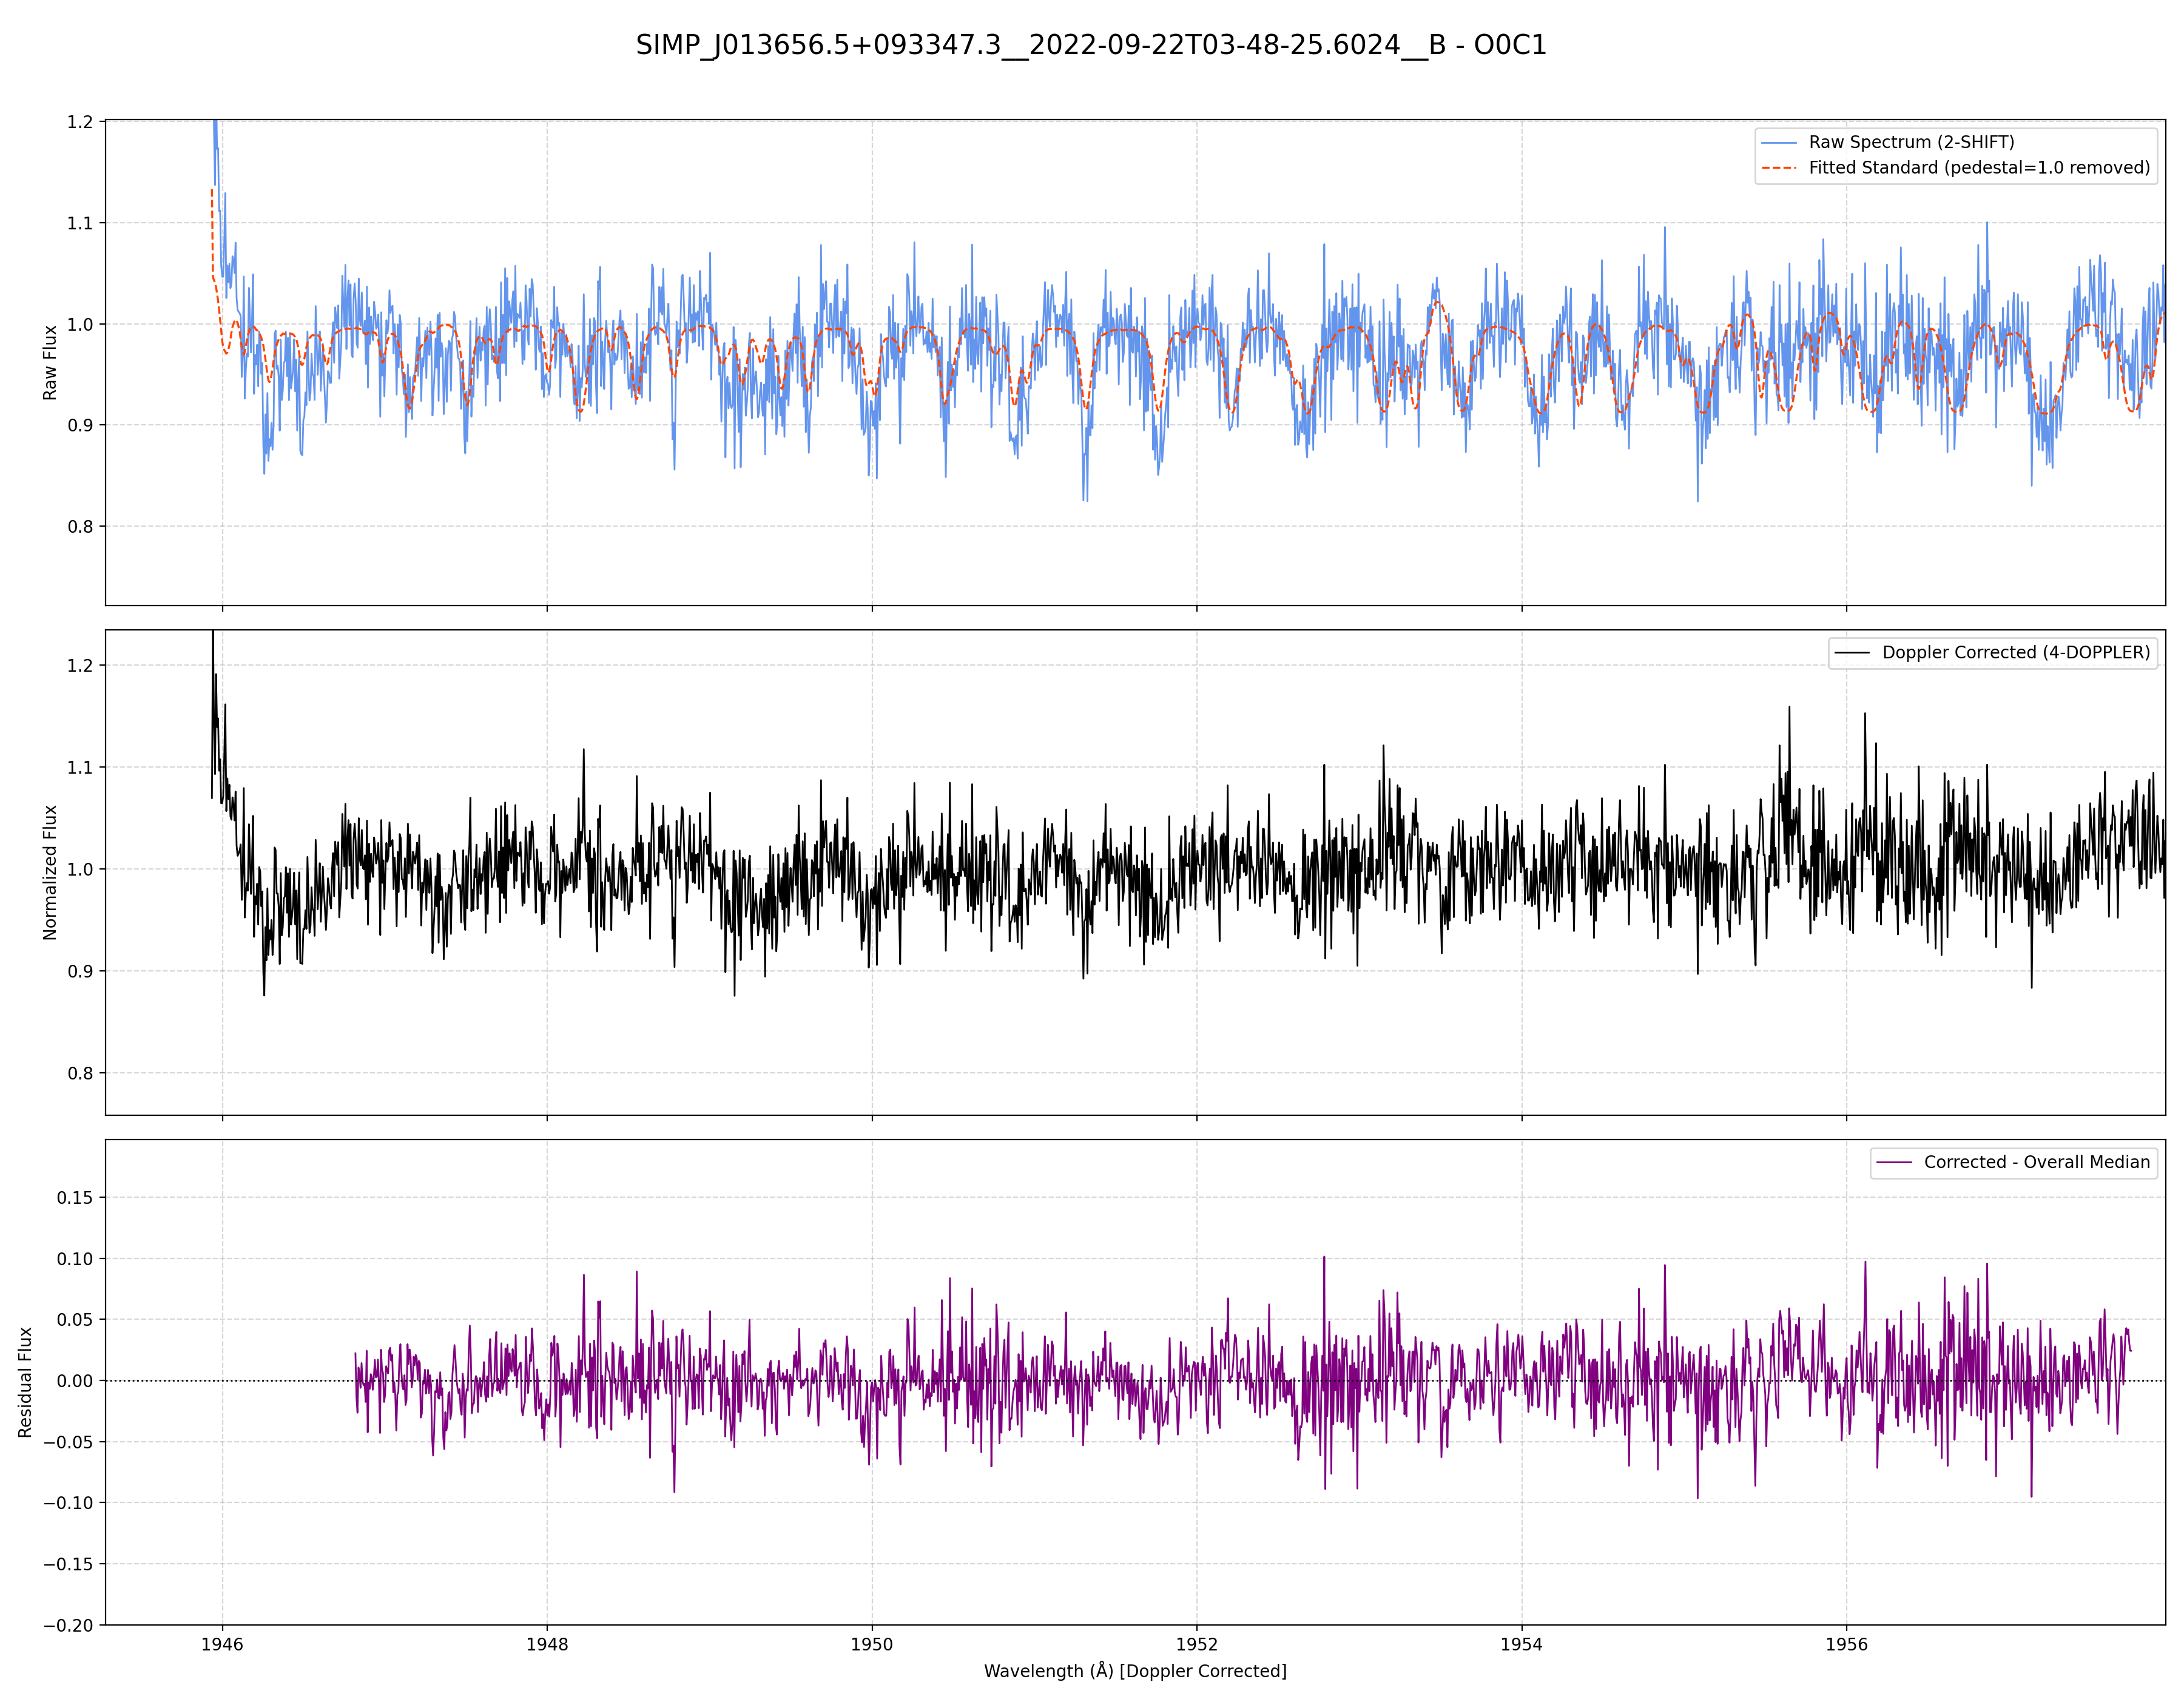 SIMP_J013656.5+093347.3__2022-09-22T03-48-25.6024__B - O0C1
Raw Flux
1.2
1.1
1.0
0.9
0.8
Raw Spectrum (2-SHIFT)
Fitted Standard (pedestal=1.0 removed)
Normalized Flux
1.2
1.1
1.0
0.9
0.8
Doppler Corrected (4-DOPPLER)
Residual Flux
0.15
0.10
0.05
0.00
−0.05
−0.10
−0.15
−0.20
Corrected - Overall Median
1946 1948 1950 1952 1954 1956
Wavelength (Å) [Doppler Corrected]